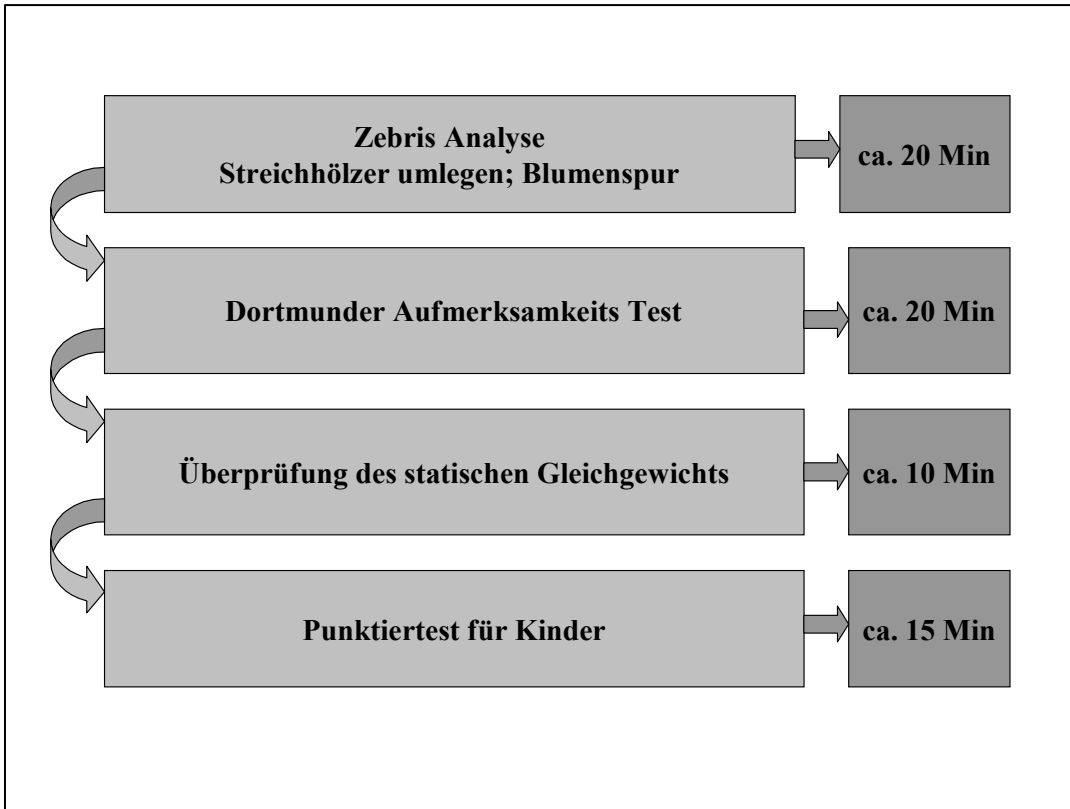 Zebris Analyse
Streichhölzer umlegen; Blumenspur
ca. 20 Min
Dortmunder Aufmerksamkeits Test
ca. 20 Min
Überprüfung des statischen Gleichgewichts
ca. 10 Min
Punktiertest für Kinder
ca. 15 Min